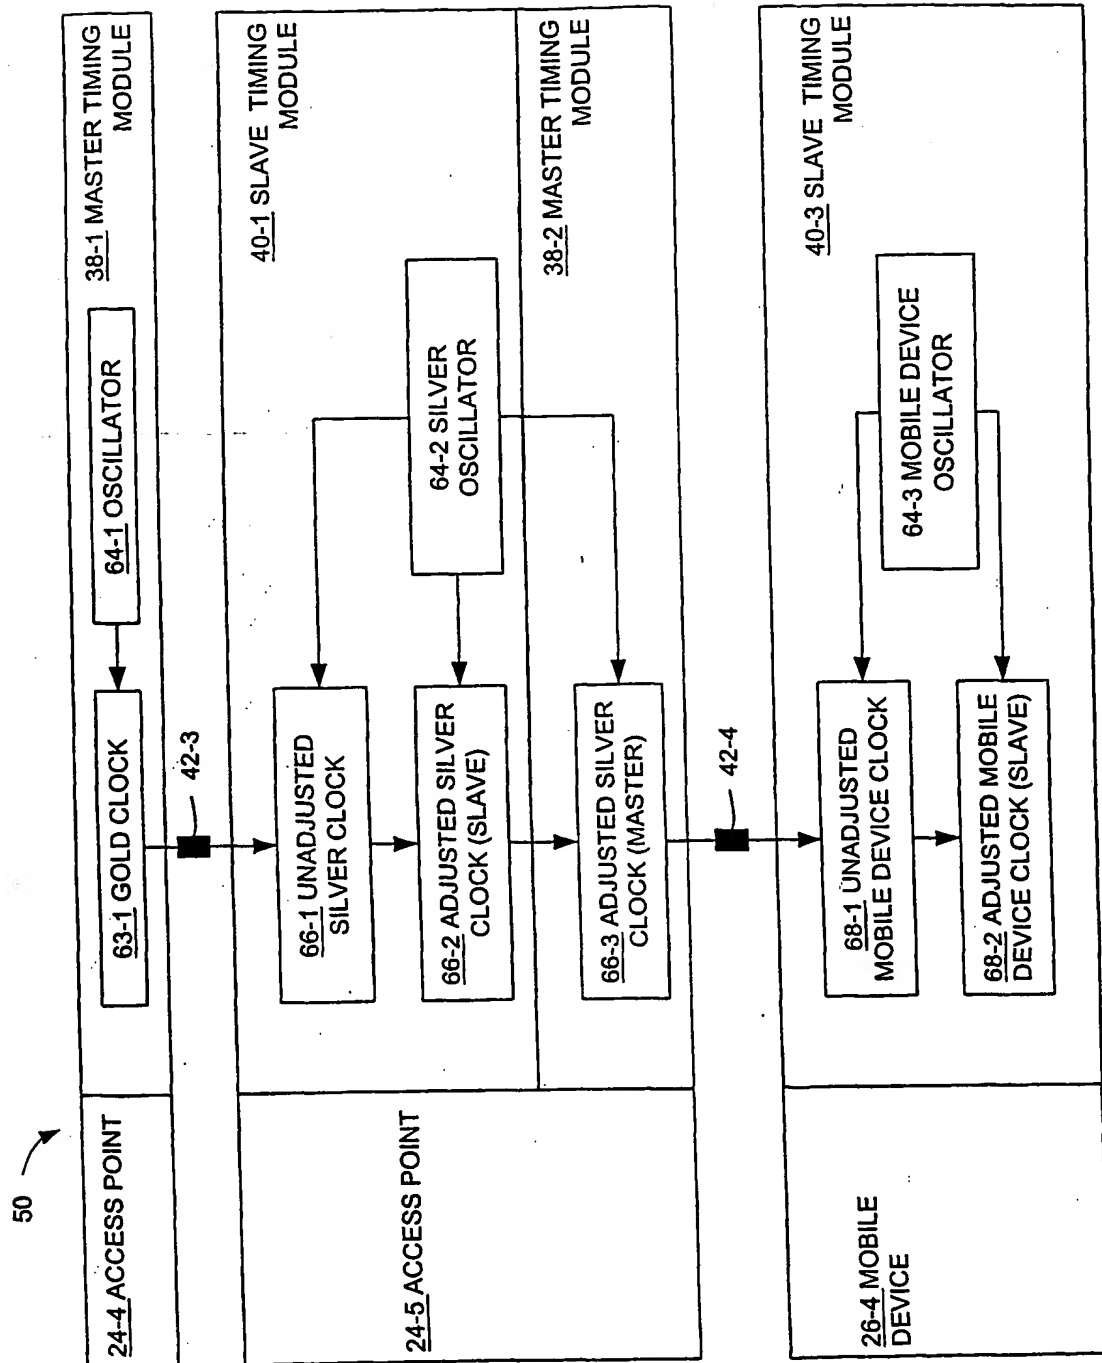 50
24-4 ACCESS POINT
63-1 GOLD CLOCK
64-1 OSCILLATOR
38-1 MASTER TIMING
MODULE
42-3
24-5 ACCESS POINT
66-1 UNADJUSTED
SILVER CLOCK
66-2 ADJUSTED SILVER
CLOCK (SLAVE)
64-2 SILVER
OSCILLATOR
40-1 SLAVE TIMING
MODULE
66-3 ADJUSTED SILVER
CLOCK (MASTER)
38-2 MASTER TIMING
MODULE
42-4
26-4 MOBILE
DEVICE
68-1 UNADJUSTED
MOBILE DEVICE CLOCK
68-2 ADJUSTED MOBILE
DEVICE CLOCK (SLAVE)
64-3 MOBILE DEVICE
OSCILLATOR
40-3 SLAVE TIMING
MODULE